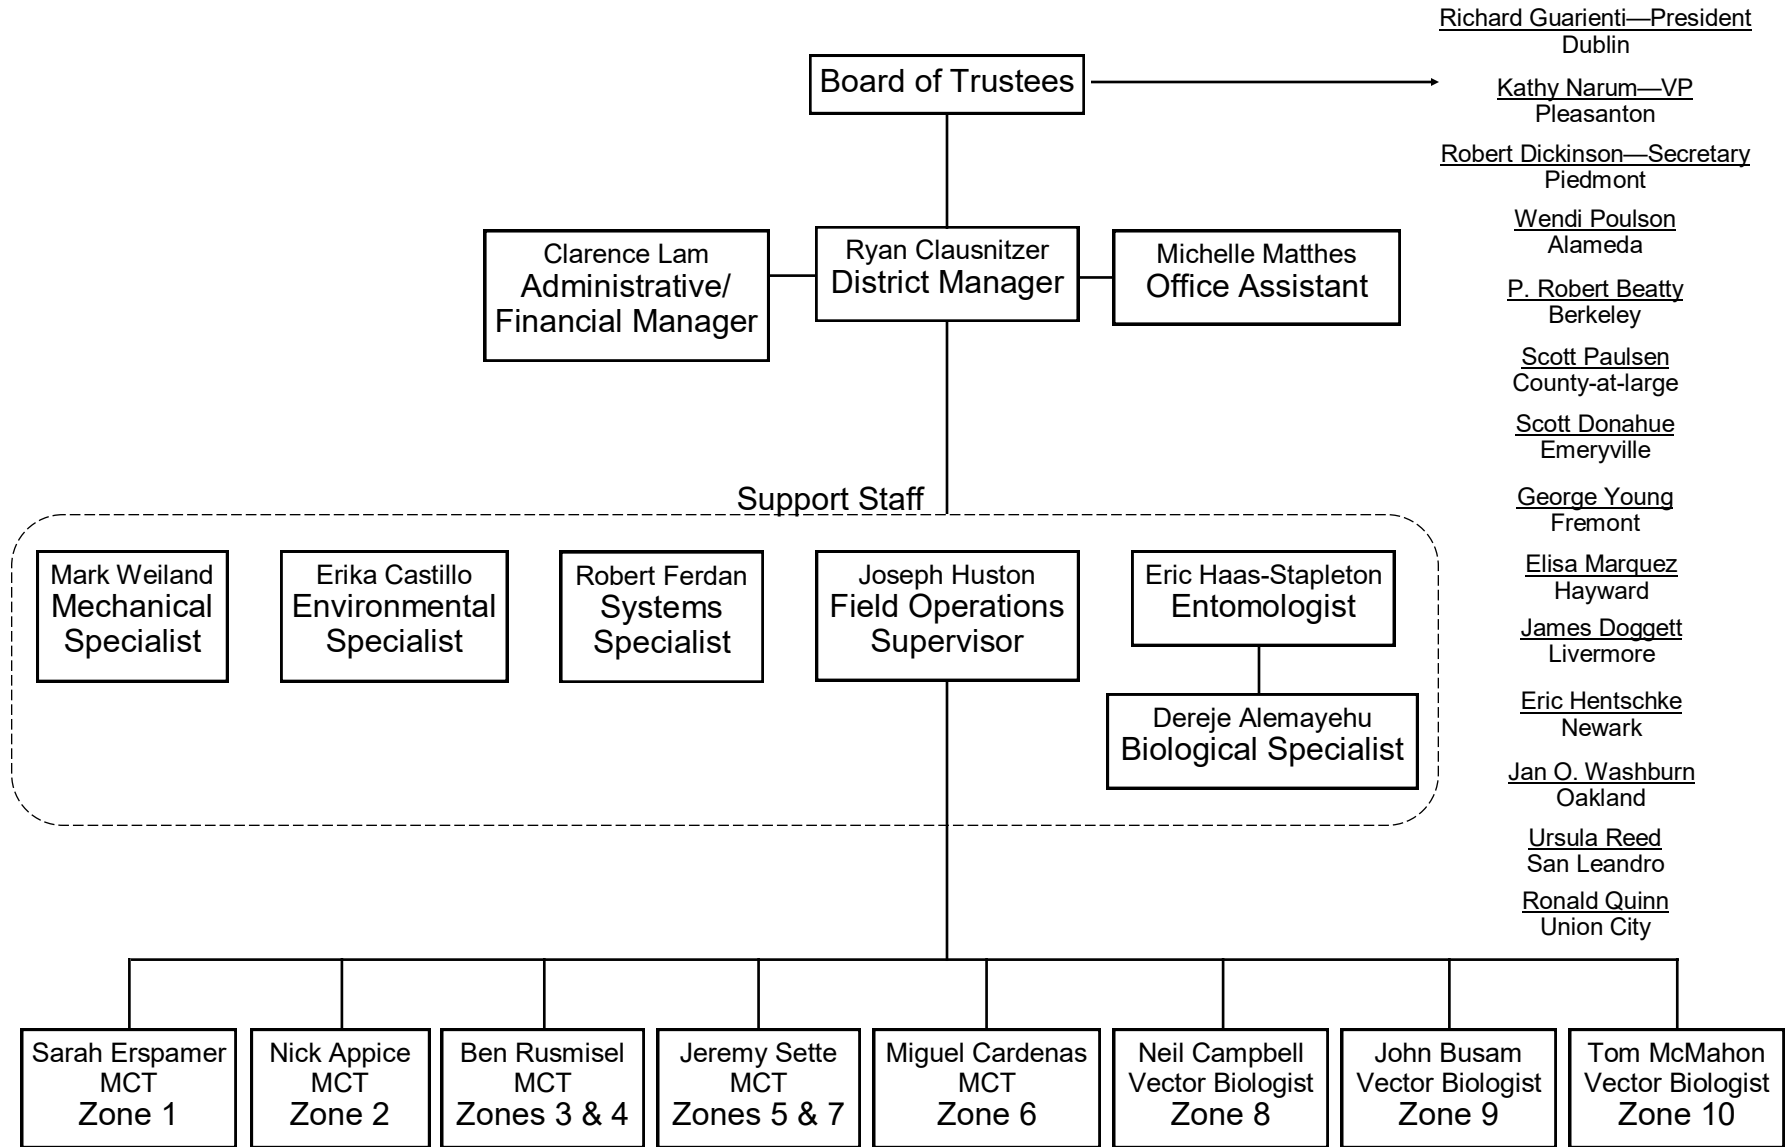 Board of Trustees
Richard Guarienti—President
Dublin
Kathy Narum—VP
Pleasanton
Robert Dickinson—Secretary
Piedmont
Wendi Poulson
Alameda
P. Robert Beatty
Berkeley
Scott Paulsen
County-at-large
Scott Donahue
Emeryville
George Young
Fremont
Elisa Marquez
Hayward
James Doggett
Livermore
Eric Hentschke
Newark
Jan O. Washburn
Oakland
Ursula Reed
San Leandro
Ronald Quinn
Union City
Clarence Lam
Administrative/
Financial Manager
Ryan Clausnitzer
District Manager
Michelle Matthes
Office Assistant
Support Staff
Mark Weiland
Mechanical
Specialist
Erika Castillo
Environmental
Specialist
Robert Ferdan
Systems
Specialist
Joseph Huston
Field Operations
Supervisor
Eric Haas-Stapleton
Entomologist
Dereje Alemayehu
Biological Specialist
Sarah Erspamer
MCT
Zone 1
Nick Appice
MCT
Zone 2
Ben Rusmisel
MCT
Zones 3 & 4
Jeremy Sette
MCT
Zones 5 & 7
Miguel Cardenas
MCT
Zone 6
Neil Campbell
Vector Biologist
Zone 8
John Busam
Vector Biologist
Zone 9
Tom McMahon
Vector Biologist
Zone 10